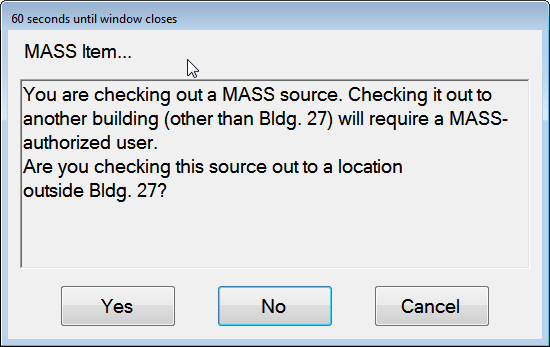 60 seconds until window closes
MASS Item...
You are checking out a MASS source. Checking it out to
another building (other than Bldg. 27) will require a MASS-
authorized user.
Are you checking this source out to a location
outside Bldg. 27?
Yes
No
Cancel